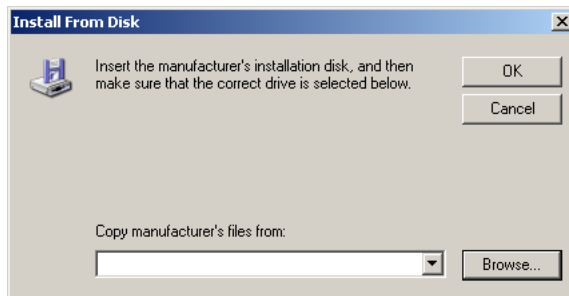 Install From Disk
Insert the manufacturer's installation disk, and then
make sure that the correct drive is selected below.
OK
Cancel
Copy manufacturer's files from:
Browse...